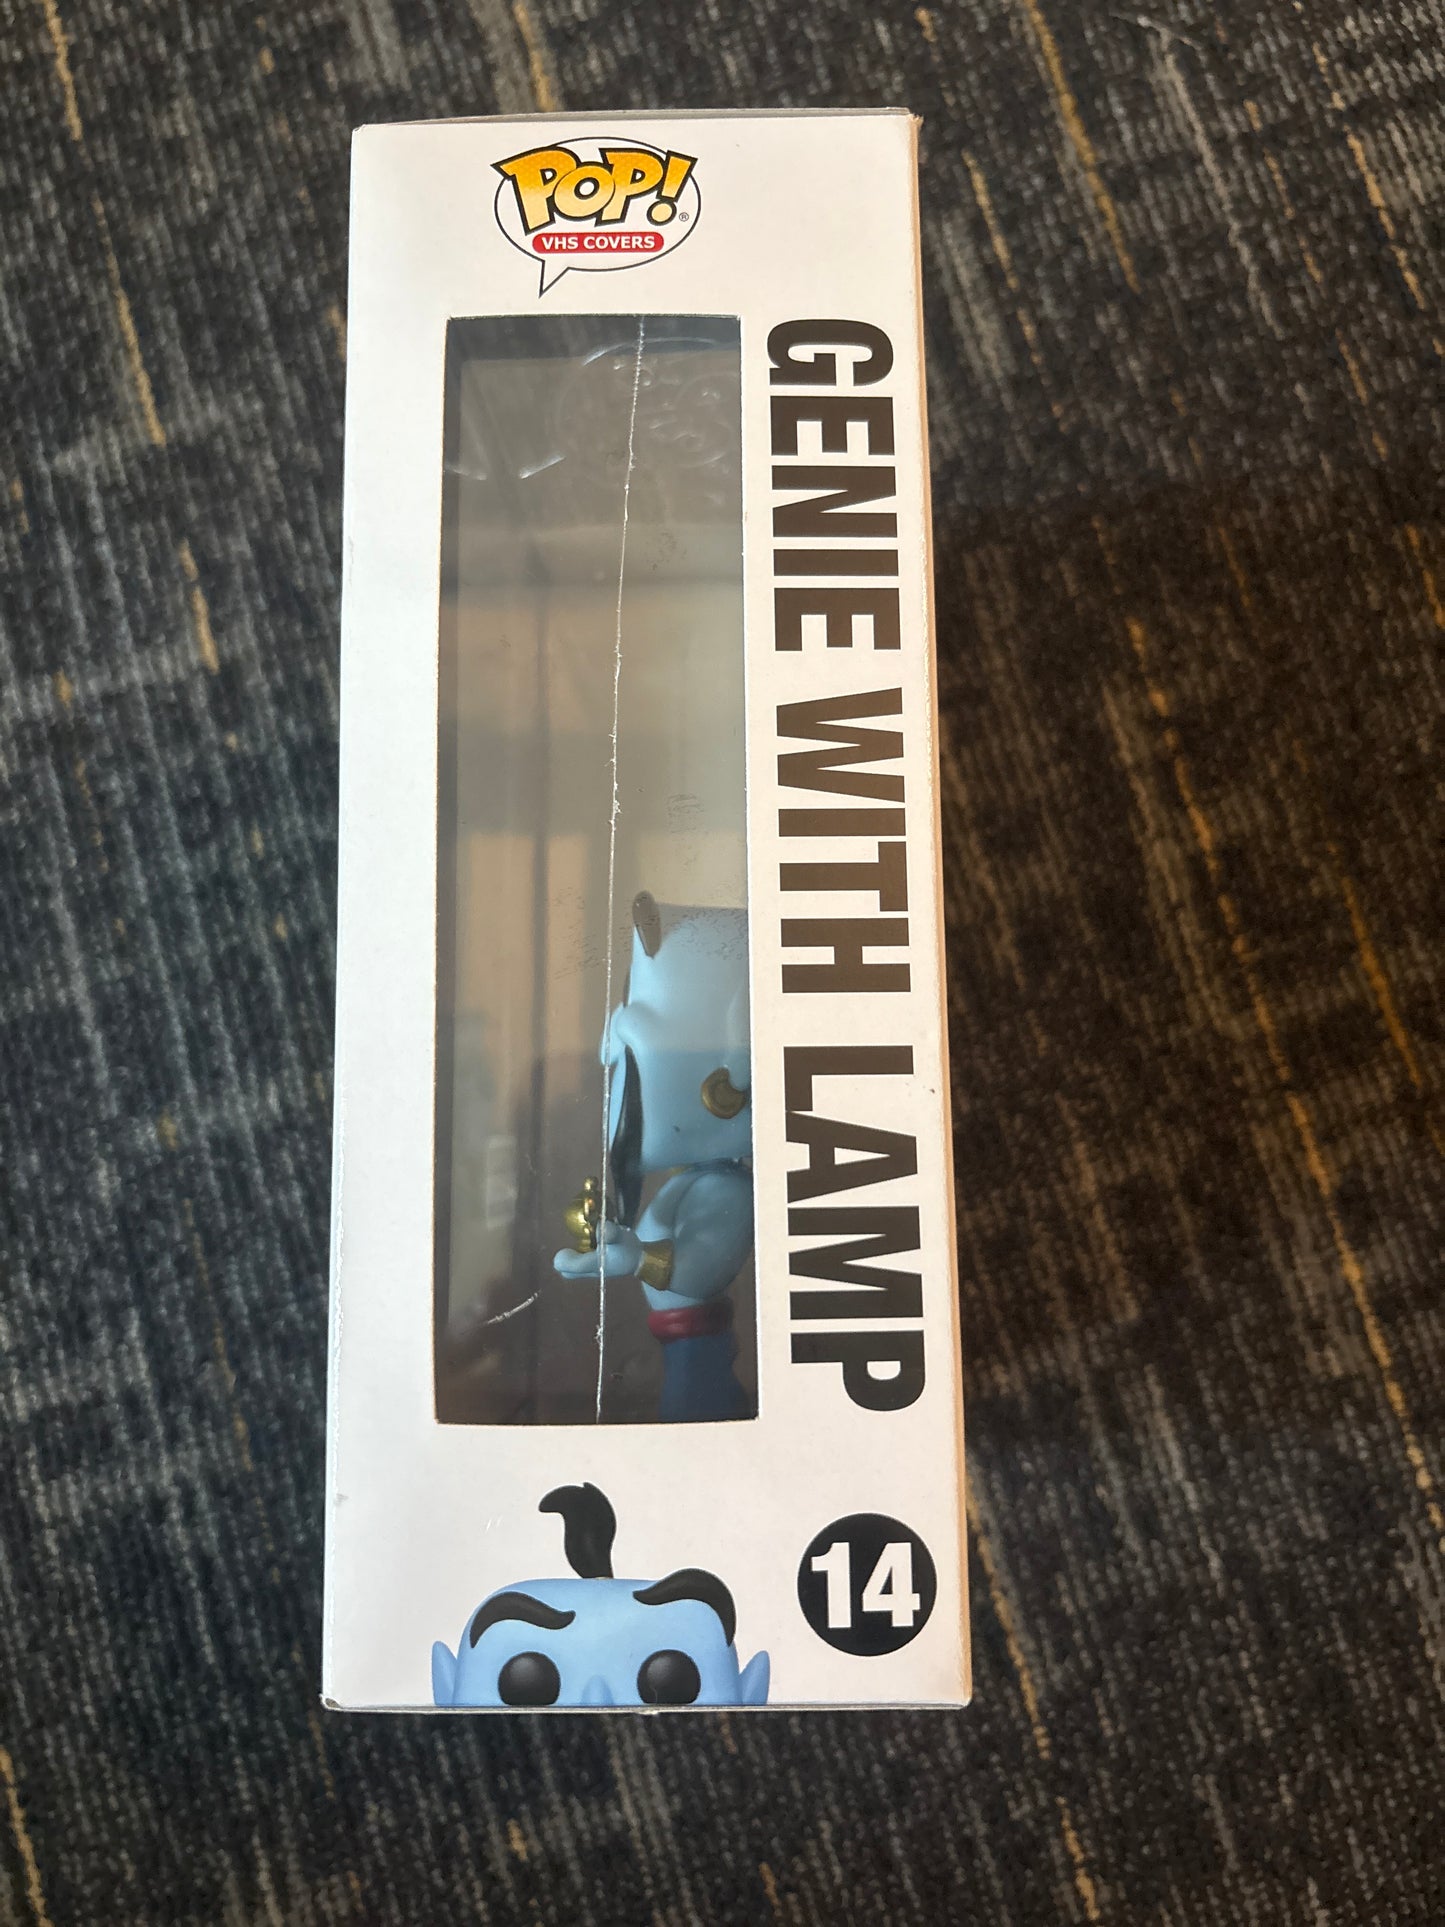 POP!®
VHS COVERS
GENIE WITH LAMP
14